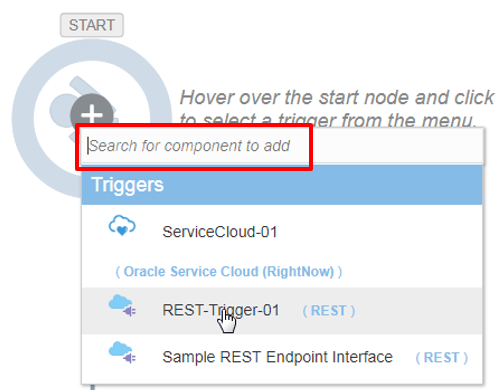 START
Hover over the start node and click
to select a trigger from the menu.
Search for component to add
Triggers
ServiceCloud-01
( Oracle Service Cloud (RightNow) )
REST-Trigger-01 ( REST )
Sample REST Endpoint Interface ( REST )